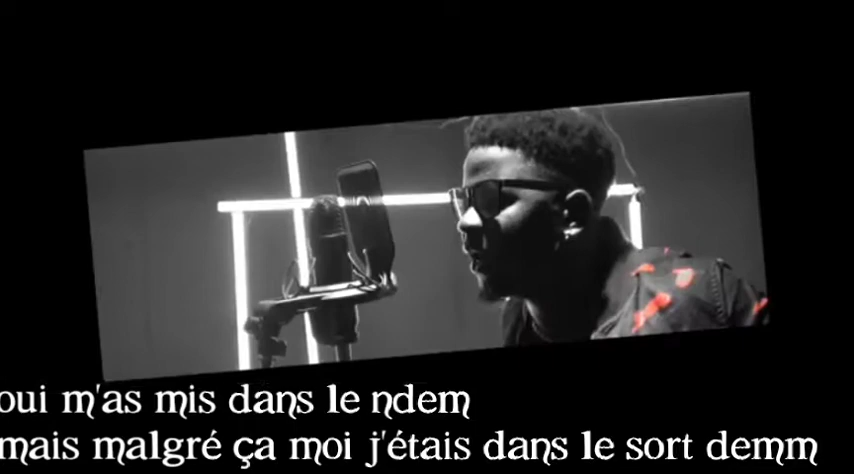 oui m'as mis dans le ndem
mais malgré ça moi j'étais dans le sort demm